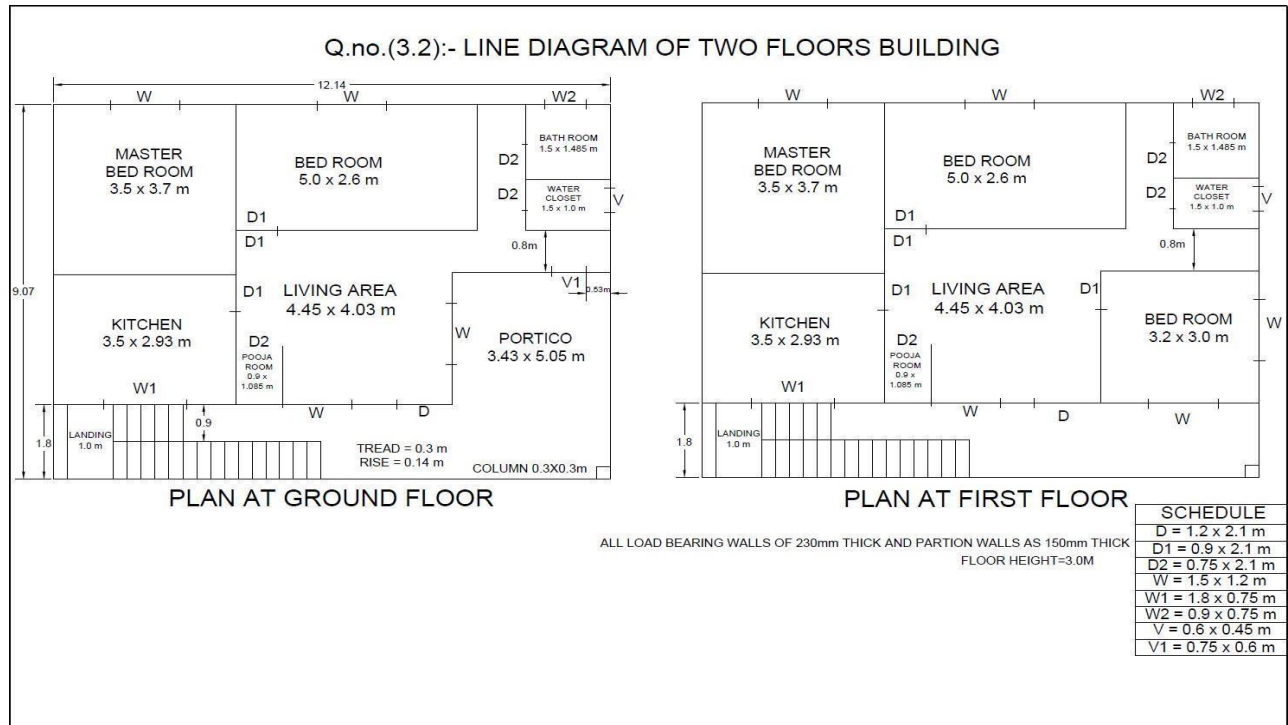 Q.no.(3.2):- LINE DIAGRAM OF TWO FLOORS BUILDING
12.14
W
W
W2
MASTER
BED ROOM
3.5 x 3.7 m
BED ROOM
5.0 x 2.6 m
BATH ROOM
1.5 x 1.485 m
D2
D2
WATER
CLOSET
1.5 x 1.0 m
V
D1
D1
0.8m
9.07
D1
LIVING AREA
4.45 x 4.03 m
V1
0.53m
KITCHEN
3.5 x 2.93 m
W
PORTICO
3.43 x 5.05 m
D2
POOJA
ROOM
0.9 x
1.085 m
W1
W
D
1.8
LANDING
1.0 m
0.9
TREAD = 0.3 m
RISE = 0.14 m
COLUMN 0.3X0.3m
PLAN AT GROUND FLOOR
W
W
W2
MASTER
BED ROOM
3.5 x 3.7 m
BED ROOM
5.0 x 2.6 m
BATH ROOM
1.5 x 1.485 m
D2
D2
WATER
CLOSET
1.5 x 1.0 m
V
D1
D1
0.8m
D1
LIVING AREA
4.45 x 4.03 m
D1
KITCHEN
3.5 x 2.93 m
BED ROOM
3.2 x 3.0 m
W
D2
POOJA
ROOM
0.9 x
1.085 m
W1
W
D
W
1.8
LANDING
1.0 m
PLAN AT FIRST FLOOR
ALL LOAD BEARING WALLS OF 230mm THICK AND PARTION WALLS AS 150mm THICK
FLOOR HEIGHT=3.0M
SCHEDULE
D = 1.2 x 2.1 m
D1 = 0.9 x 2.1 m
D2 = 0.75 x 2.1 m
W = 1.5 x 1.2 m
W1 = 1.8 x 0.75 m
W2 = 0.9 x 0.75 m
V = 0.6 x 0.45 m
V1 = 0.75 x 0.6 m